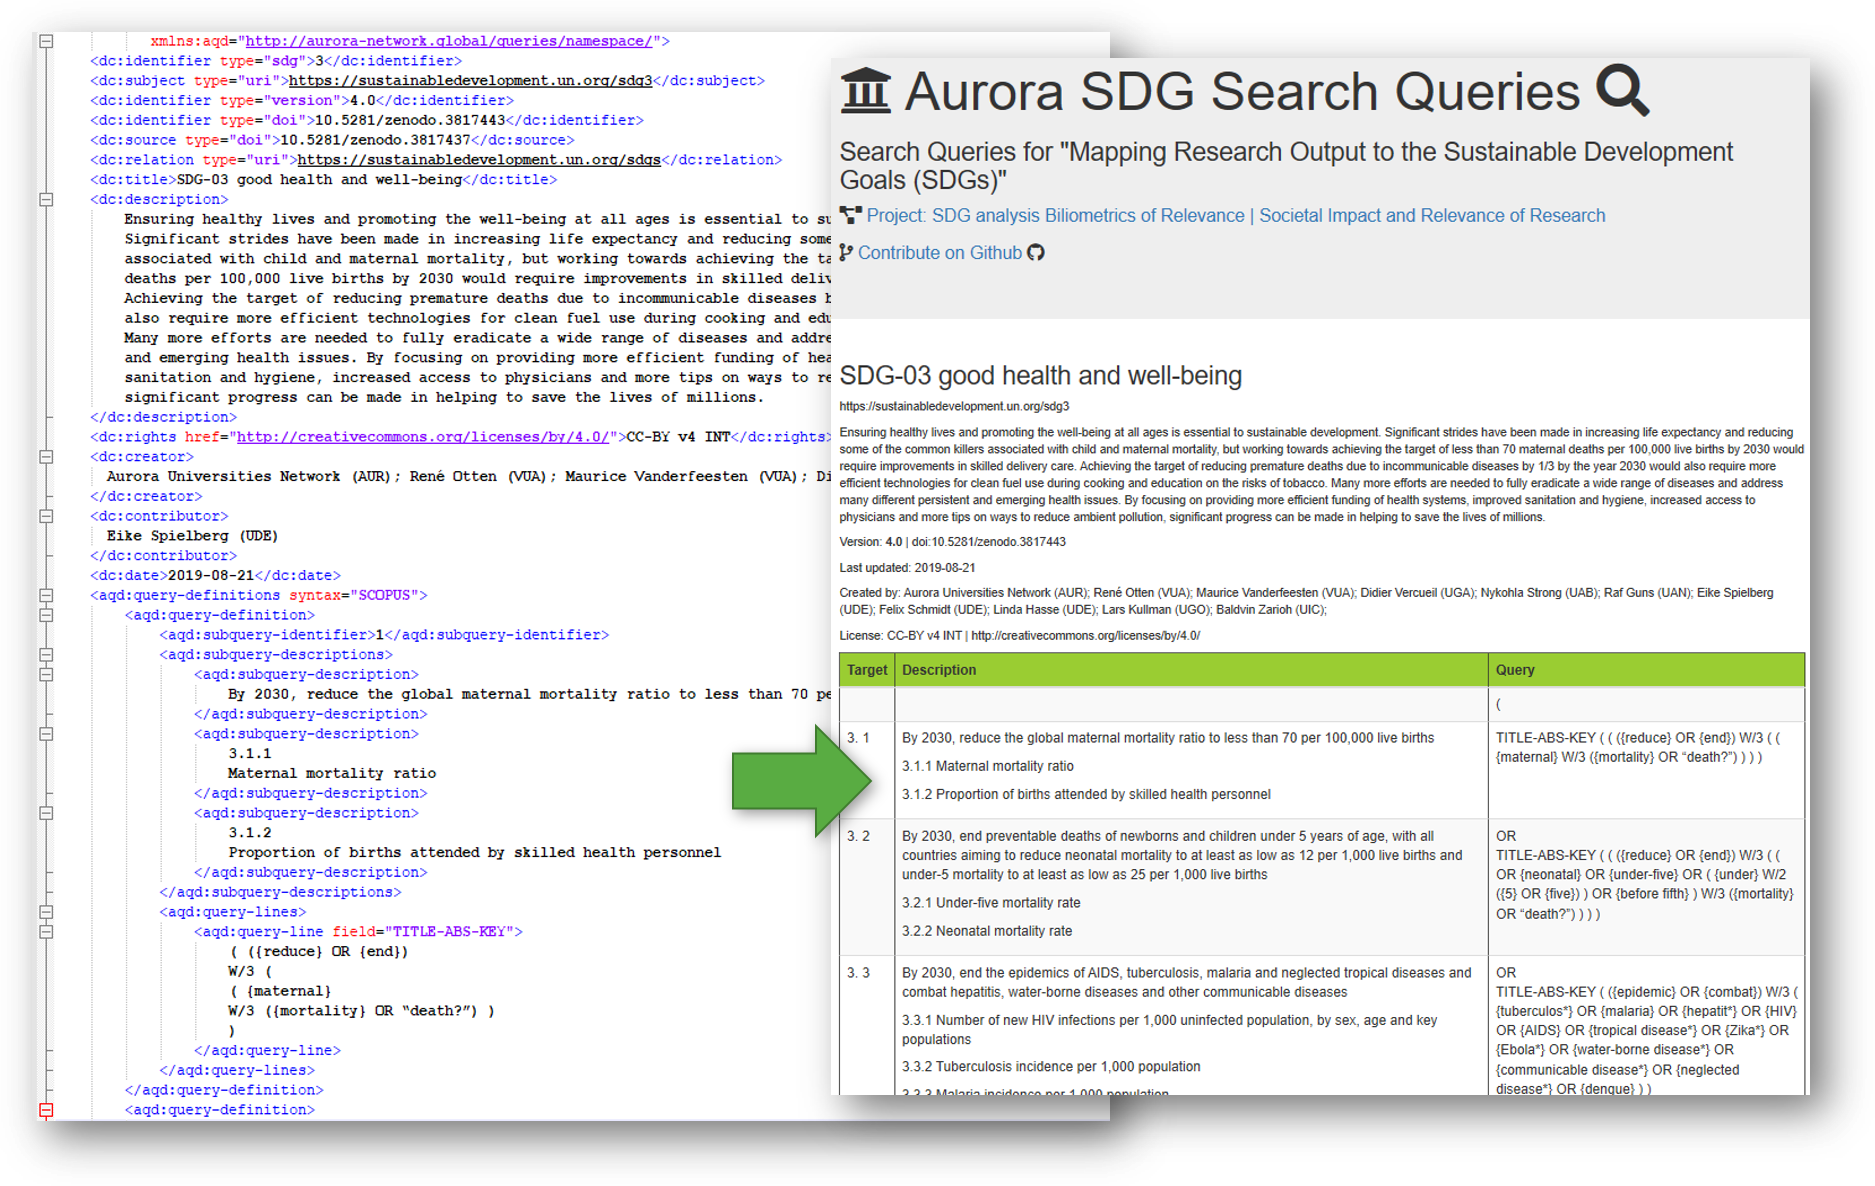 xmlns:aqd="http://aurora-network.global/queries/namespace/">
<dc:identifier type="sdg">3</dc:identifier>
<dc:subject type="uri">https://sustainabledevelopment.un.org/sdg3</dc:subject>
<dc:identifier type="version">4.0</dc:identifier>
<dc:identifier type="doi">10.5281/zenodo.3817443</dc:identifier>
<dc:source type="doi">10.5281/zenodo.3817437</dc:source>
<dc:relation type="uri">https://sustainabledevelopment.un.org/sdgs</dc:relation>
<dc:title>SDG-03 good health and well-being</dc:title>
<dc:description>
Ensuring healthy lives and promoting the well-being at all ages is essential to su
Significant strides have been made in increasing life expectancy and reducing some
associated with child and maternal mortality, but working towards achieving the ta
deaths per 100,000 live births by 2030 would require improvements in skilled deliv
Achieving the target of reducing premature deaths due to incommunicable diseases b
also require more efficient technologies for clean fuel use during cooking and edu
Many more efforts are needed to fully eradicate a wide range of diseases and addre
and emerging health issues. By focusing on providing more efficient funding of hea
sanitation and hygiene, increased access to physicians and more tips on ways to re
significant progress can be made in helping to save the lives of millions.
</dc:description>
<dc:rights href="http://creativecommons.org/licenses/by/4.0/">CC-BY v4 INT</dc:rights>
<dc:creator>
Aurora Universities Network (AUR); René Otten (VUA); Maurice Vanderfeesten (VUA); Di
</dc:creator>
<dc:contributor>
Eike Spielberg (UDE)
</dc:contributor>
<dc:date>2019-08-21</dc:date>
<aqd:query-definitions syntax="SCOPUS">
<aqd:query-definition>
<aqd:subquery-identifier>1</aqd:subquery-identifier>
<aqd:subquery-descriptions>
<aqd:subquery-description>
By 2030, reduce the global maternal mortality ratio to less than 70 pe
</aqd:subquery-description>
<aqd:subquery-description>
3.1.1
Maternal mortality ratio
</aqd:subquery-description>
<aqd:subquery-description>
3.1.2
Proportion of births attended by skilled health personnel
</aqd:subquery-description>
</aqd:subquery-descriptions>
<aqd:query-lines>
<aqd:query-line field="TITLE-ABS-KEY">
( ({reduce} OR {end})
W/3 (
( {maternal}
W/3 ({mortality} OR “death?”) )
)
</aqd:query-line>
</aqd:query-lines>
</aqd:query-definition>
<aqd:query-definition>
Aurora SDG Search Queries
Search Queries for "Mapping Research Output to the Sustainable Development
Goals (SDGs)"
Project: SDG analysis Biliometrics of Relevance | Societal Impact and Relevance of Research
Contribute on Github
SDG-03 good health and well-being
https://sustainabledevelopment.un.org/sdg3
Ensuring healthy lives and promoting the well-being at all ages is essential to sustainable development. Significant strides have been made in increasing life expectancy and reducing
some of the common killers associated with child and maternal mortality, but working towards achieving the target of less than 70 maternal deaths per 100,000 live births by 2030 would
require improvements in skilled delivery care. Achieving the target of reducing premature deaths due to incommunicable diseases by 1/3 by the year 2030 would also require more
efficient technologies for clean fuel use during cooking and education on the risks of tobacco. Many more efforts are needed to fully eradicate a wide range of diseases and address
many different persistent and emerging health issues. By focusing on providing more efficient funding of health systems, improved sanitation and hygiene, increased access to
physicians and more tips on ways to reduce ambient pollution, significant progress can be made in helping to save the lives of millions.
Version: 4.0 | doi:10.5281/zenodo.3817443
Last updated: 2019-08-21
Created by: Aurora Universities Network (AUR); René Otten (VUA); Maurice Vanderfeesten (VUA); Didier Vercueil (UGA); Nykohla Strong (UAB); Raf Guns (UAN); Eike Spielberg
(UDE); Felix Schmidt (UDE); Linda Hasse (UDE); Lars Kullman (UGO); Baldvin Zarioh (UIC);
License: CC-BY v4 INT | http://creativecommons.org/licenses/by/4.0/
Target Description Query
(
3. 1 By 2030, reduce the global maternal mortality ratio to less than 70 per 100,000 live births
3.1.1 Maternal mortality ratio
3.1.2 Proportion of births attended by skilled health personnel
TITLE-ABS-KEY ( ( ({reduce} OR {end}) W/3 ( (
{maternal} W/3 ({mortality} OR “death?”) ) ) )
3. 2 By 2030, end preventable deaths of newborns and children under 5 years of age, with all
countries aiming to reduce neonatal mortality to at least as low as 12 per 1,000 live births and
under-5 mortality to at least as low as 25 per 1,000 live births
3.2.1 Under-five mortality rate
3.2.2 Neonatal mortality rate
OR
TITLE-ABS-KEY ( ( ({reduce} OR {end}) W/3 ( (
OR {neonatal} OR {under-five} OR ( {under} W/2
({5} OR {five}) ) OR {before fifth} ) W/3 ({mortality}
OR “death?”) ) ) )
3. 3 By 2030, end the epidemics of AIDS, tuberculosis, malaria and neglected tropical diseases and
combat hepatitis, water-borne diseases and other communicable diseases
3.3.1 Number of new HIV infections per 1,000 uninfected population, by sex, age and key
populations
3.3.2 Tuberculosis incidence per 1,000 population
3.3.3 Malaria incidence per 1,000 population
OR
TITLE-ABS-KEY ( ({epidemic} OR {combat}) W/3 (
{tuberculos*} OR {malaria} OR {hepatit*} OR {HIV}
OR {AIDS} OR {tropical disease*} OR {Zika*} OR
{Ebola*} OR {water-borne disease*} OR
{communicable disease*} OR {neglected
disease*} OR {dengue} ) )